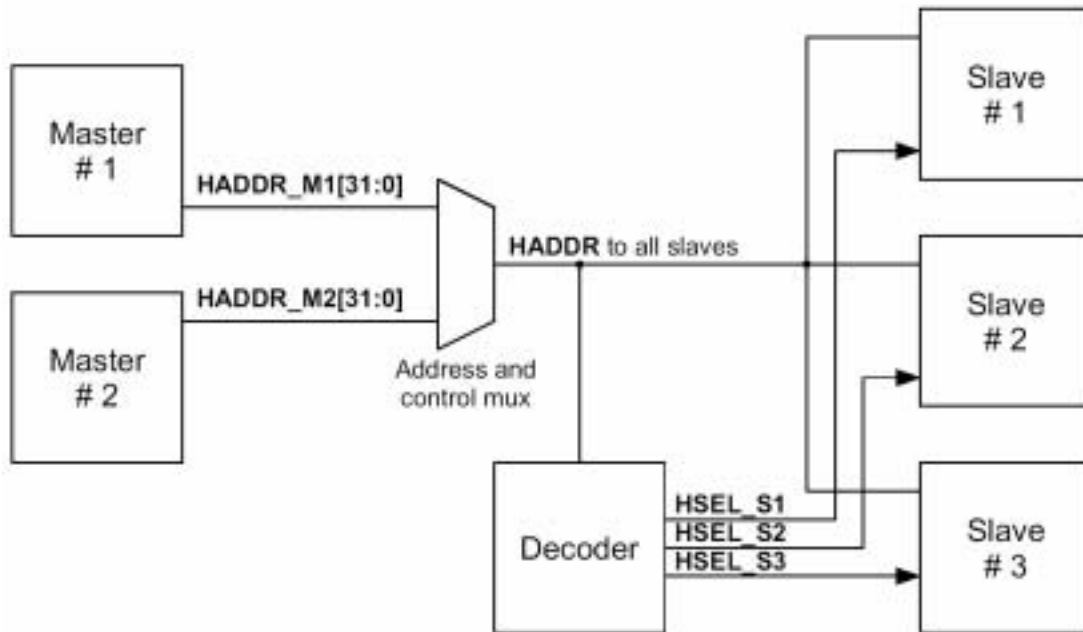 Slave
# 1
Master
# 1
HADDR_M1[31:0]
HADDR to all slaves
HADDR_M2[31:0]
Slave
# 2
Master
# 2
Address and
control mux
HSEL_S1
HSEL_S2
HSEL_S3
Decoder
Slave
# 3